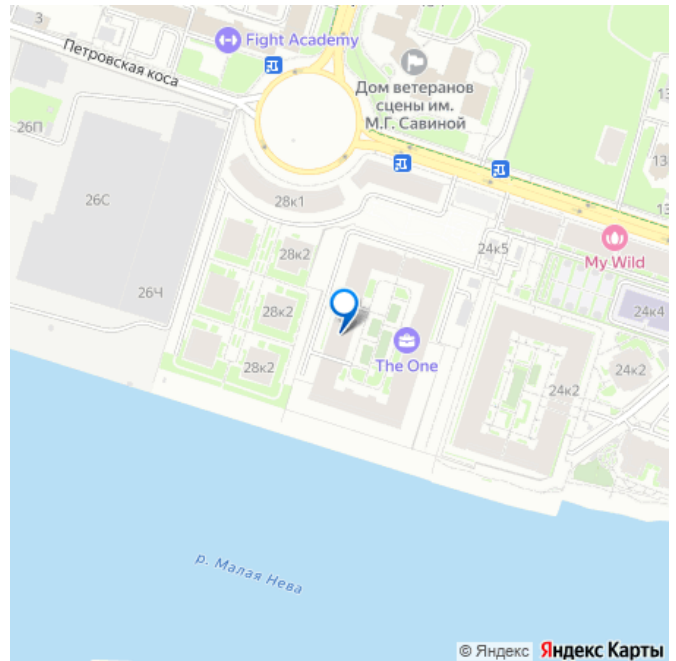 3
Fight Academy
Петровская коса
Дом ветеранов
сцены им.
М.Г. Савиной
13
26П
13
26С
28к1
13
24к5
My Wild
28к2
26Ч
28к2
24к4
The One
28к2
24к2
24к2
р. Малая Нева
© Яндекс Яндекс Карты